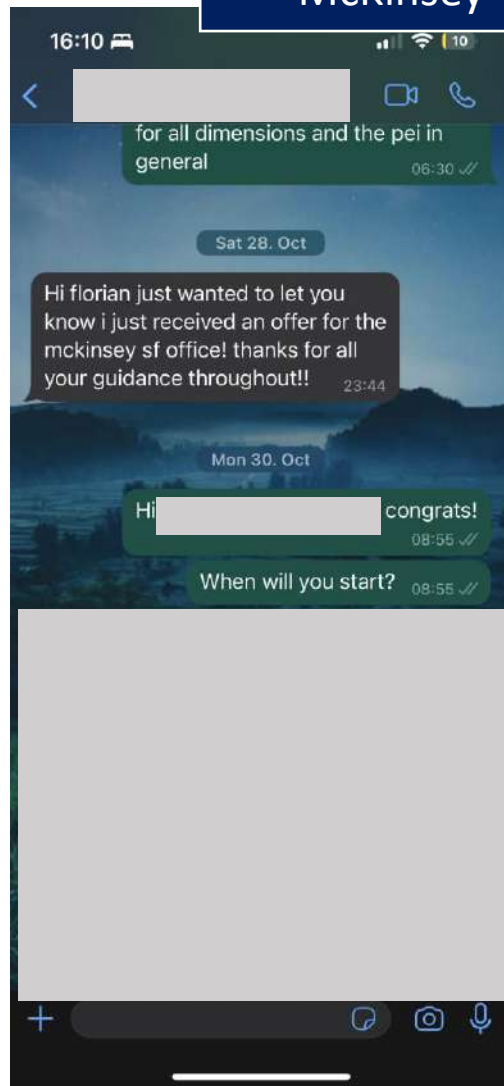 McKinsey
16:10
10
for all dimensions and the pei in
general
06:30
Sat 28. Oct
Hi florian just wanted to let you
know i just received an offer for the
mckinsey sf office! thanks for all
your guidance throughout!! 23:44
Mon 30. Oct
Hi congrats!
08:55
When will you start? 08:55